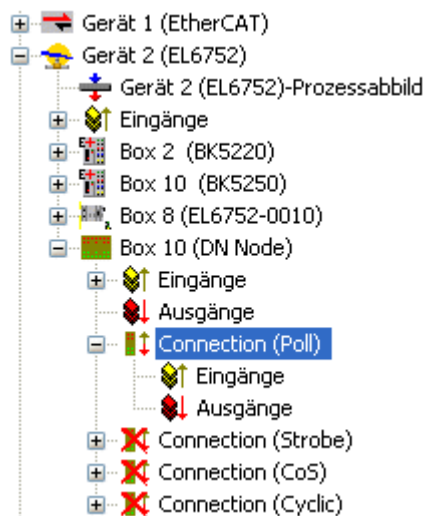 Gerät 1 (EtherCAT)
Gerät 2 (EL6752)
Gerät 2 (EL6752)-Prozessabbild
Eingänge
Box 2 (BK5220)
Box 10 (BK5250)
Box 8 (EL6752-0010)
Box 10 (DN Node)
Eingänge
Ausgänge
Connection (Poll)
Eingänge
Ausgänge
Connection (Strobe)
Connection (CoS)
Connection (Cyclic)